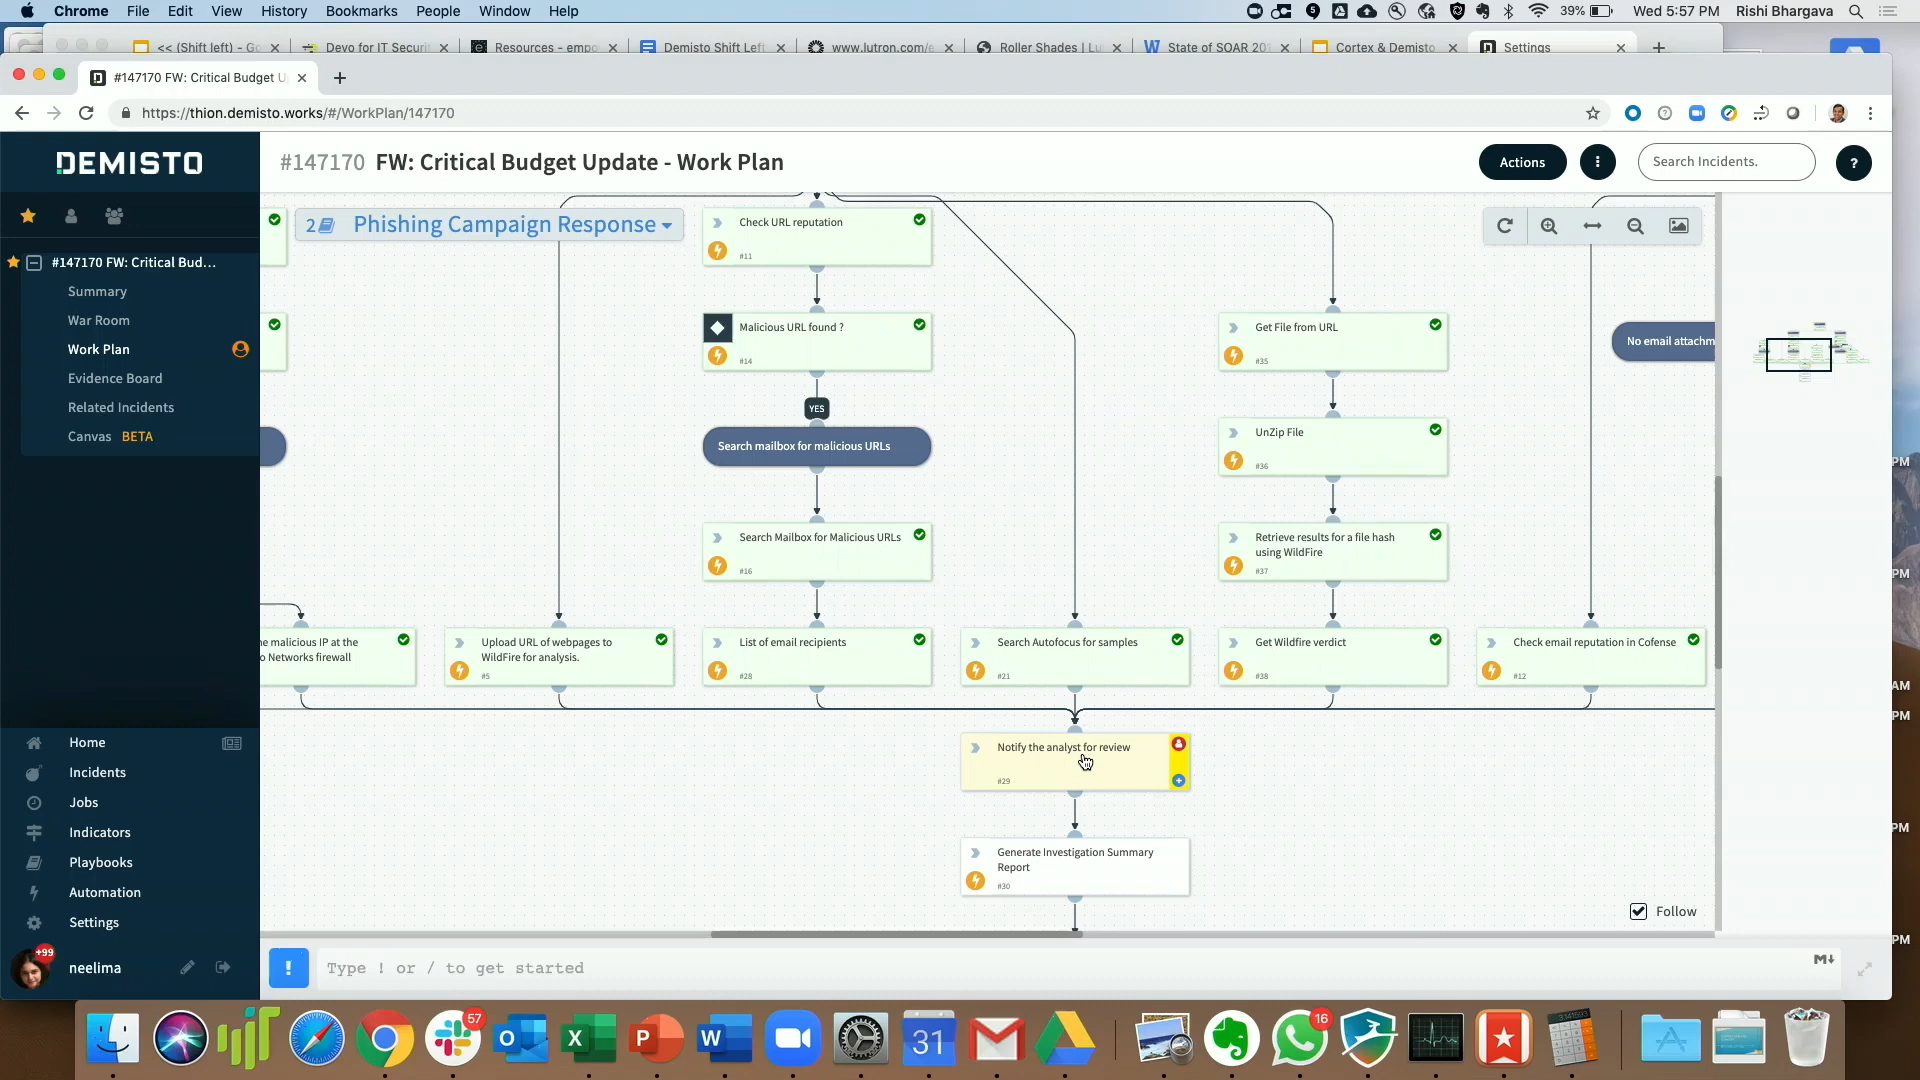 Chrome File Edit View History Bookmarks People Window Help
39% Wed 5:57 PM Rishi Bhargava
<< (Shift left) - Go
Devo for IT Securit
Resources - empo
Demisto Shift Left
www.lutron.com/e
Roller Shades | Lu
State of SOAR 201
Cortex & Demisto
Settings
#147170 FW: Critical Budget U
https://thion.demisto.works/#/WorkPlan/147170
DEMISTO
#147170 FW: Critical Budget Update - Work Plan
Actions
Search Incidents.
?
#147170 FW: Critical Bud...
Summary
War Room
Work Plan
Evidence Board
Related Incidents
Canvas BETA
Home
Incidents
Jobs
Indicators
Playbooks
Automation
Settings
+99
neelima
2 Phishing Campaign Response
Check URL reputation
#11
Malicious URL found ?
#14
YES
Search mailbox for malicious URLs
Search Mailbox for Malicious URLs
#16
Get File from URL
#35
UnZip File
#36
Retrieve results for a file hash
using WildFire
#37
No email attachm
he malicious IP at the
o Networks firewall
Upload URL of webpages to
WildFire for analysis.
#5
List of email recipients
#28
Search Autofocus for samples
#21
Get Wildfire verdict
#38
Check email reputation in Cofense
#12
Notify the analyst for review
#29
Generate Investigation Summary
Report
#30
Follow
! Type ! or / to get started
M↓
PM
PM
AM
PM
PM
PM
57
31
16